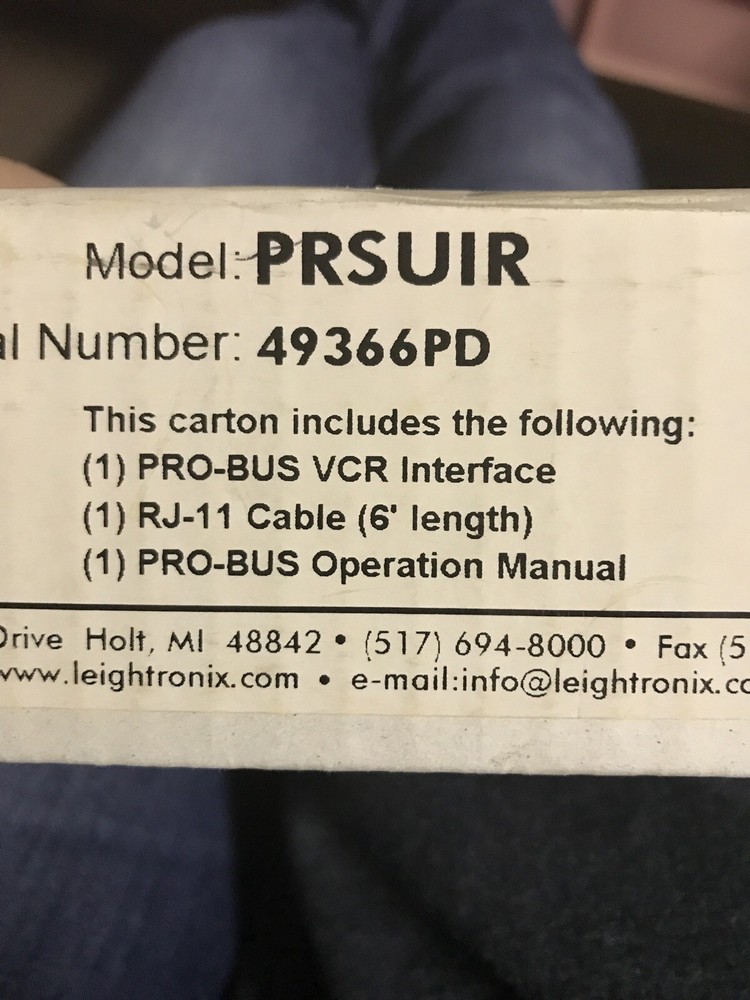 Model: PRSUIR
al Number: 49366PD
This carton includes the following:
(1) PRO-BUS VCR Interface
(1) RJ-11 Cable (6' length)
(1) PRO-BUS Operation Manual
Drive Holt, MI 48842 • (517) 694-8000 • Fax (5
www.leightronix.com • e-mail:info@leightronix.co